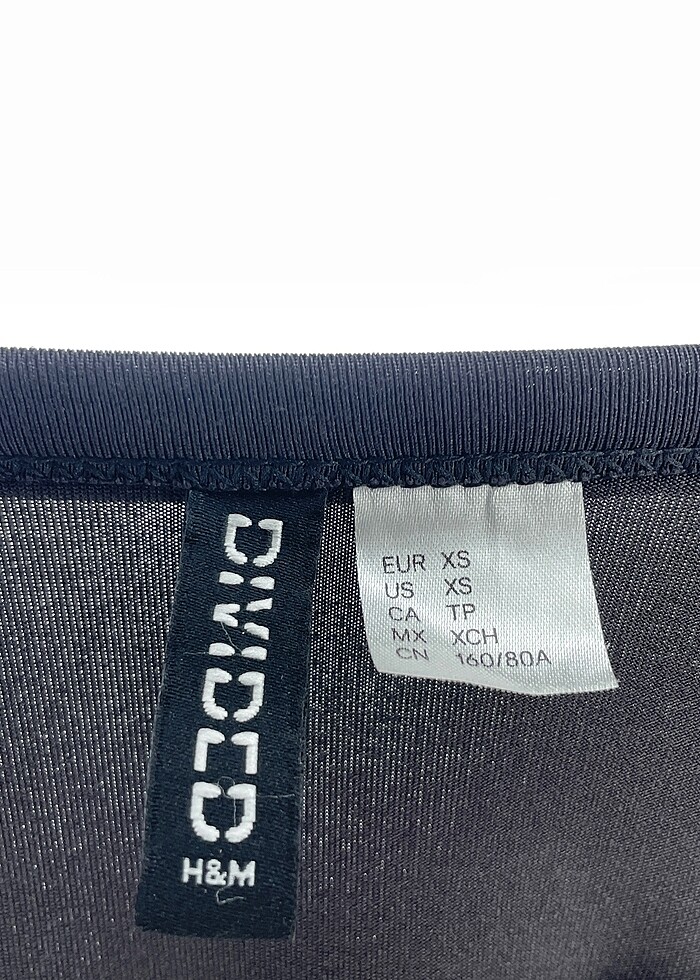 DIVIDED
H&M
EUR XS
US XS
CA TP
MX XCH
CN 160/80A